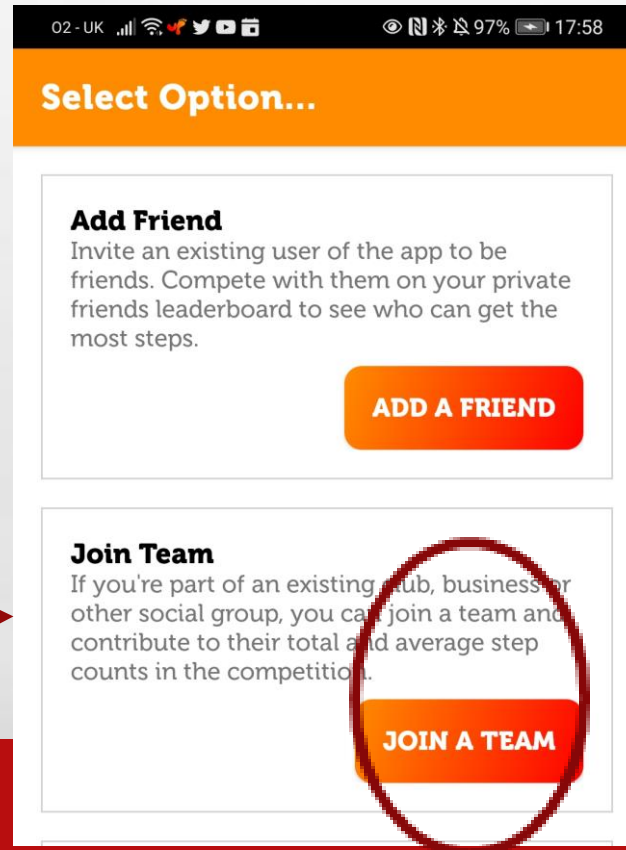 O2 - UK 97% 17:58
Select Option...
Add Friend
Invite an existing user of the app to be
friends. Compete with them on your private
friends leaderboard to see who can get the
most steps.
ADD A FRIEND
Join Team
If you're part of an existing club, business or
other social group, you can join a team and
contribute to their total and average step
counts in the competition.
JOIN A TEAM